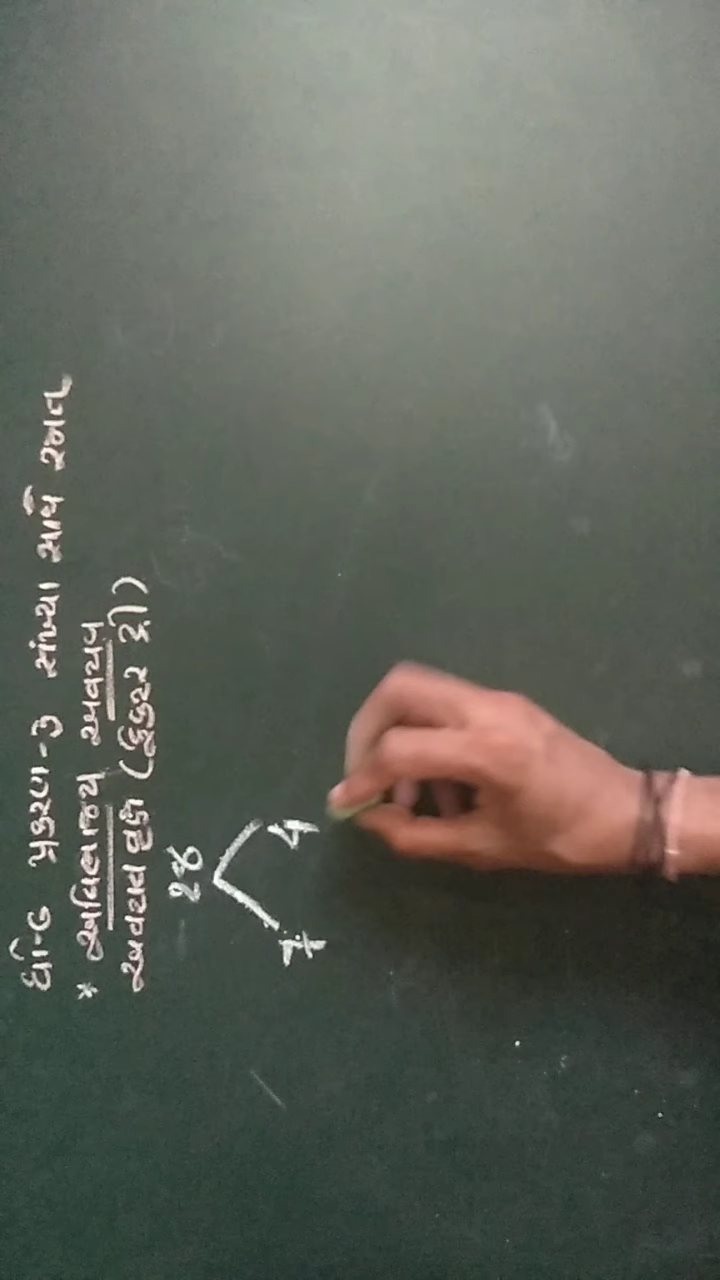 ધો-6 પ્રકરણ-3 સંખ્યા સાથે રમત
* અવિભાજ્ય અવયવ
અવયવ વૃક્ષ (ફેક્ટર ટ્રી)
28
7 4